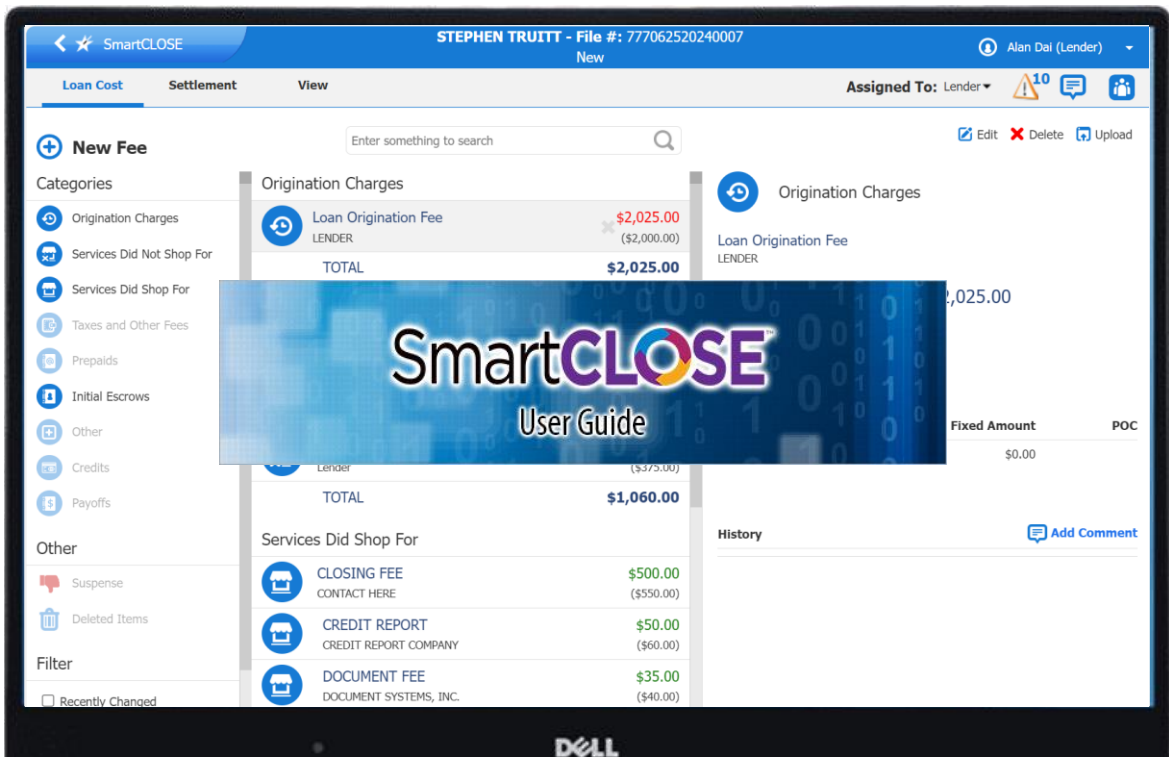 SmartCLOSE
STEPHEN TRUITT - File #: 777062520240007
New
Alan Dai (Lender)
Loan Cost
Settlement
View
Assigned To: Lender
10
New Fee
Enter something to search
Edit
Delete
Upload
Categories
Origination Charges
Services Did Not Shop For
Services Did Shop For
Taxes and Other Fees
Prepaids
Initial Escrows
Other
Credits
Payoffs
Other
Suspense
Deleted Items
Filter
Recently Changed
Origination Charges
Loan Origination Fee
$2,025.00
LENDER
($2,000.00)
TOTAL
$2,025.00
SmartCLOSE™
User Guide
Lender
($375.00)
TOTAL
$1,060.00
Services Did Shop For
CLOSING FEE
$500.00
CONTACT HERE
($550.00)
CREDIT REPORT
$50.00
CREDIT REPORT COMPANY
($60.00)
DOCUMENT FEE
$35.00
DOCUMENT SYSTEMS, INC.
($40.00)
Origination Charges
Loan Origination Fee
LENDER
,025.00
Fixed Amount
POC
$0.00
History
Add Comment
DELL